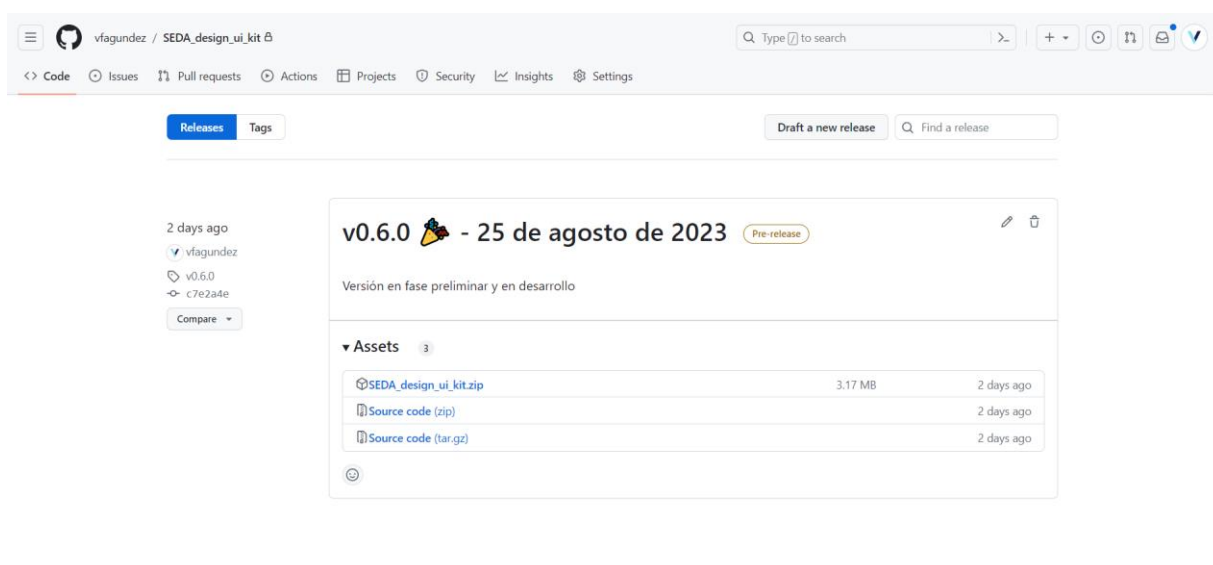 vfagundez / SEDA_design_ui_kit
Type / to search
Code Issues Pull requests Actions Projects Security Insights Settings
Releases Tags
Draft a new release Find a release
2 days ago
vfagundez
v0.6.0
c7e2a4e
Compare
v0.6.0 🎉 - 25 de agosto de 2023 Pre-release
Versión en fase preliminar y en desarrollo
Assets 3
SEDA_design_ui_kit.zip 3.17 MB 2 days ago
Source code (zip) 2 days ago
Source code (tar.gz) 2 days ago